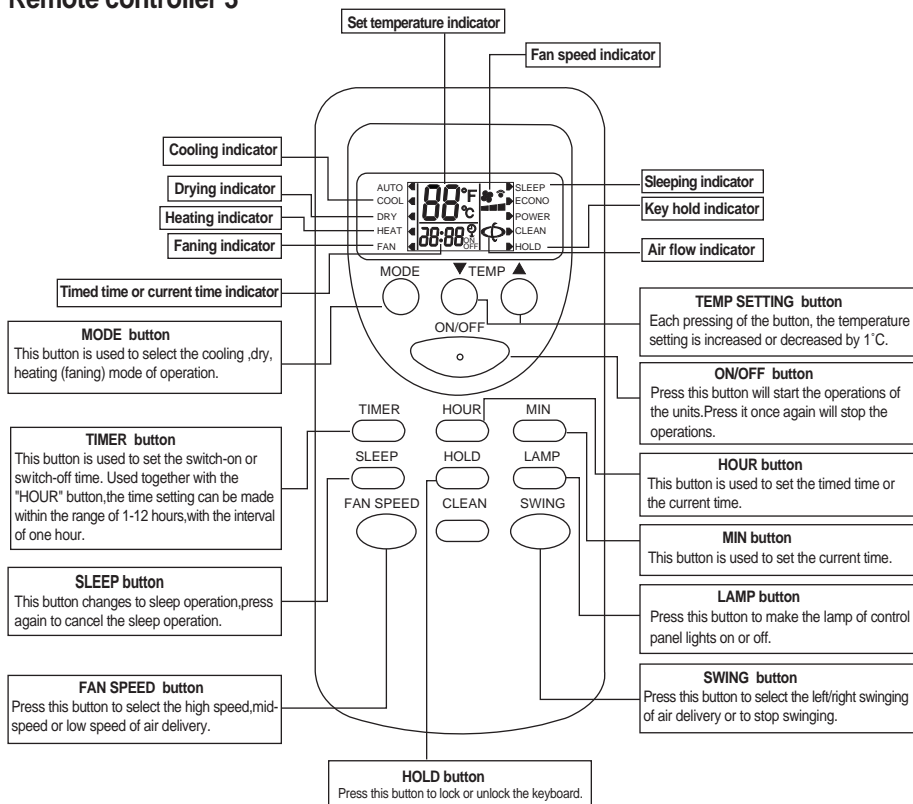 Remote controller 3
Set temperature indicator
Fan speed indicator
Cooling indicator
Drying indicator
Heating indicator
Faning indicator
Timed time or current time indicator
Sleeping indicator
Key hold indicator
Air flow indicator
AUTO
COOL
DRY
HEAT
FAN
88°F
°C
28:88
ON
OFF
SLEEP
ECONO
POWER
CLEAN
HOLD
MODE
▼TEMP ▲
ON/OFF
TIMER HOUR MIN
SLEEP HOLD LAMP
FAN SPEED CLEAN SWING
MODE button
This button is used to select the cooling ,dry,
heating (faning) mode of operation.
TIMER button
This button is used to set the switch-on or
switch-off time. Used together with the
"HOUR" button,the time setting can be made
within the range of 1-12 hours,with the interval
of one hour.
SLEEP button
This button changes to sleep operation,press
again to cancel the sleep operation.
FAN SPEED button
Press this button to select the high speed,mid-
speed or low speed of air delivery.
HOLD button
Press this button to lock or unlock the keyboard.
TEMP SETTING button
Each pressing of the button, the temperature
setting is increased or decreased by 1°C.
ON/OFF button
Press this button will start the operations of
the units.Press it once again will stop the
operations.
HOUR button
This button is used to set the timed time or
the current time.
MIN button
This button is used to set the current time.
LAMP button
Press this button to make the lamp of control
panel lights on or off.
SWING button
Press this button to select the left/right swinging
of air delivery or to stop swinging.